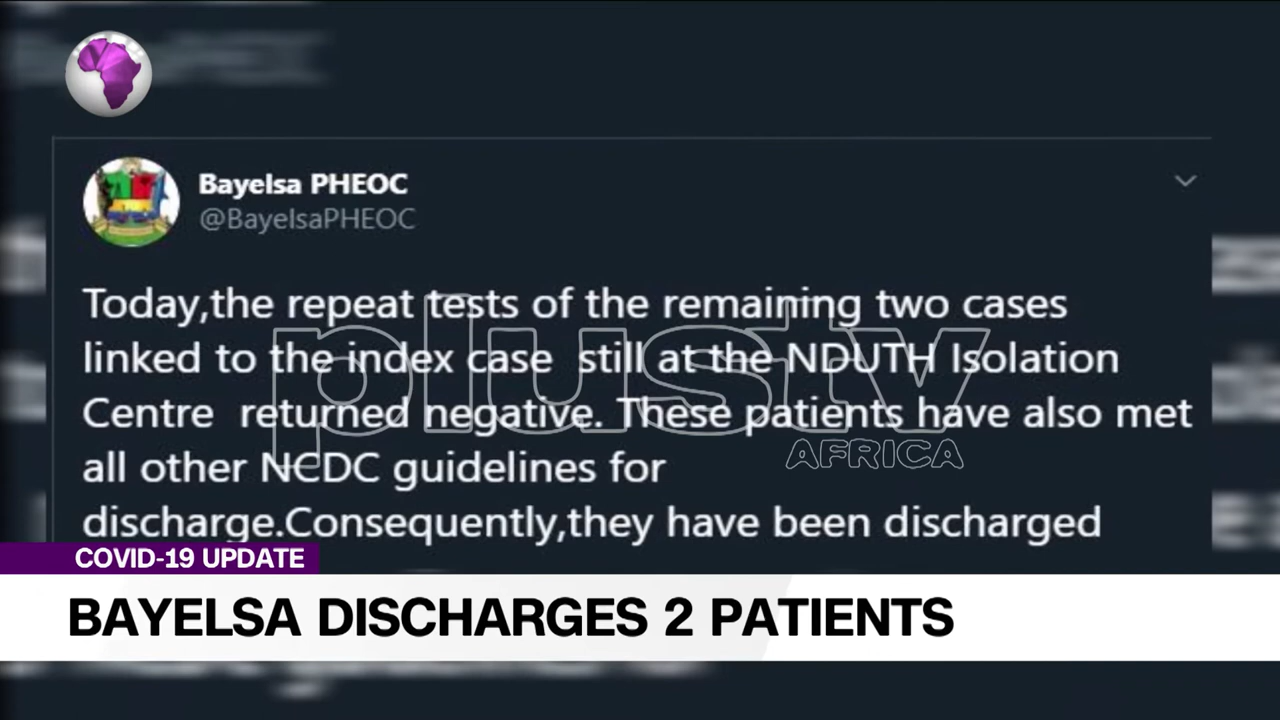 Bayelsa PHEOC
@BayelsaPHEOC
Today,the repeat tests of the remaining two cases
linked to the index case still at the NDUTH Isolation
Centre returned negative. These patients have also met
all other NCDC guidelines for
discharge.Consequently,they have been discharged
plustv
AFRICA
COVID-19 UPDATE
BAYELSA DISCHARGES 2 PATIENTS